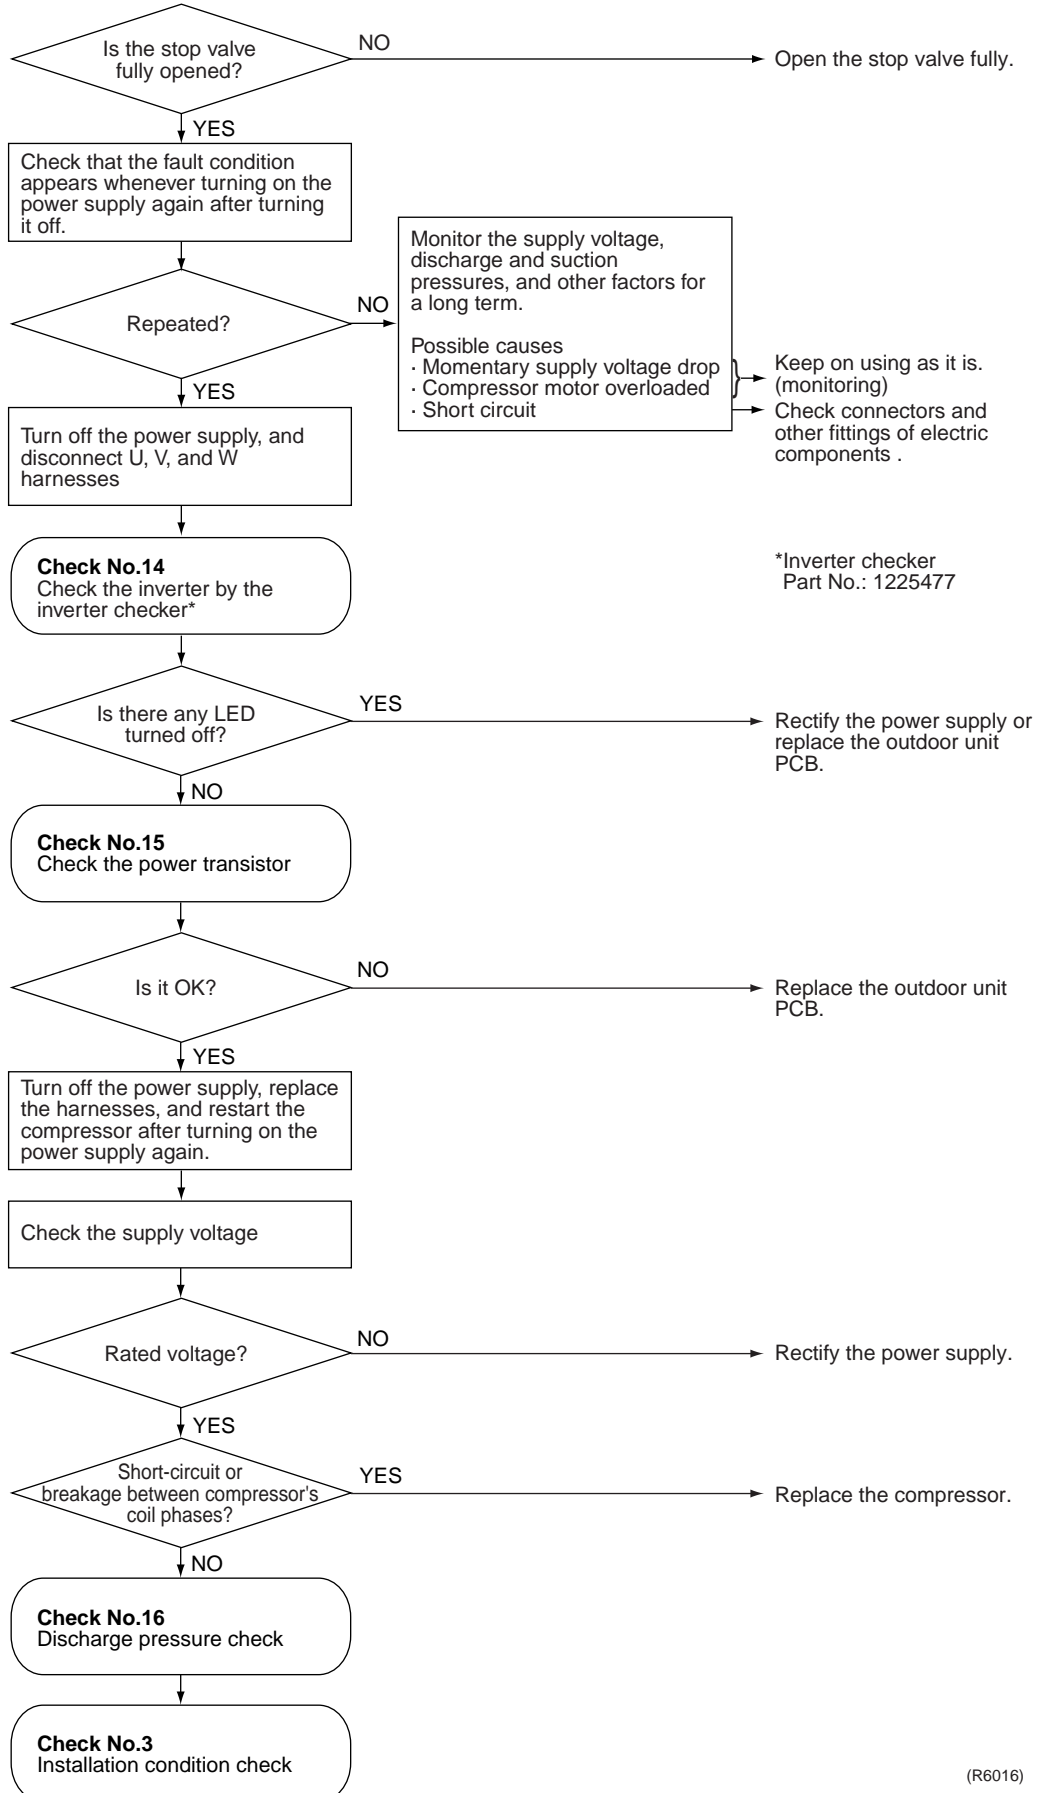 Is the stop valve
fully opened?
NO
Open the stop valve fully.
YES
Check that the fault condition
appears whenever turning on the
power supply again after turning
it off.
Monitor the supply voltage,
discharge and suction
pressures, and other factors for
a long term.
Possible causes
· Momentary supply voltage drop
· Compressor motor overloaded
· Short circuit
Repeated?
NO
Keep on using as it is.
(monitoring)
Check connectors and
other fittings of electric
components .
YES
Turn off the power supply, and
disconnect U, V, and W
harnesses
Check No.14
Check the inverter by the
inverter checker*
*Inverter checker
Part No.: 1225477
Is there any LED
turned off?
YES
Rectify the power supply or
replace the outdoor unit
PCB.
NO
Check No.15
Check the power transistor
Is it OK?
NO
Replace the outdoor unit
PCB.
YES
Turn off the power supply, replace
the harnesses, and restart the
compressor after turning on the
power supply again.
Check the supply voltage
Rated voltage?
NO
Rectify the power supply.
YES
Short-circuit or
breakage between compressor's
coil phases?
YES
Replace the compressor.
NO
Check No.16
Discharge pressure check
Check No.3
Installation condition check
(R6016)